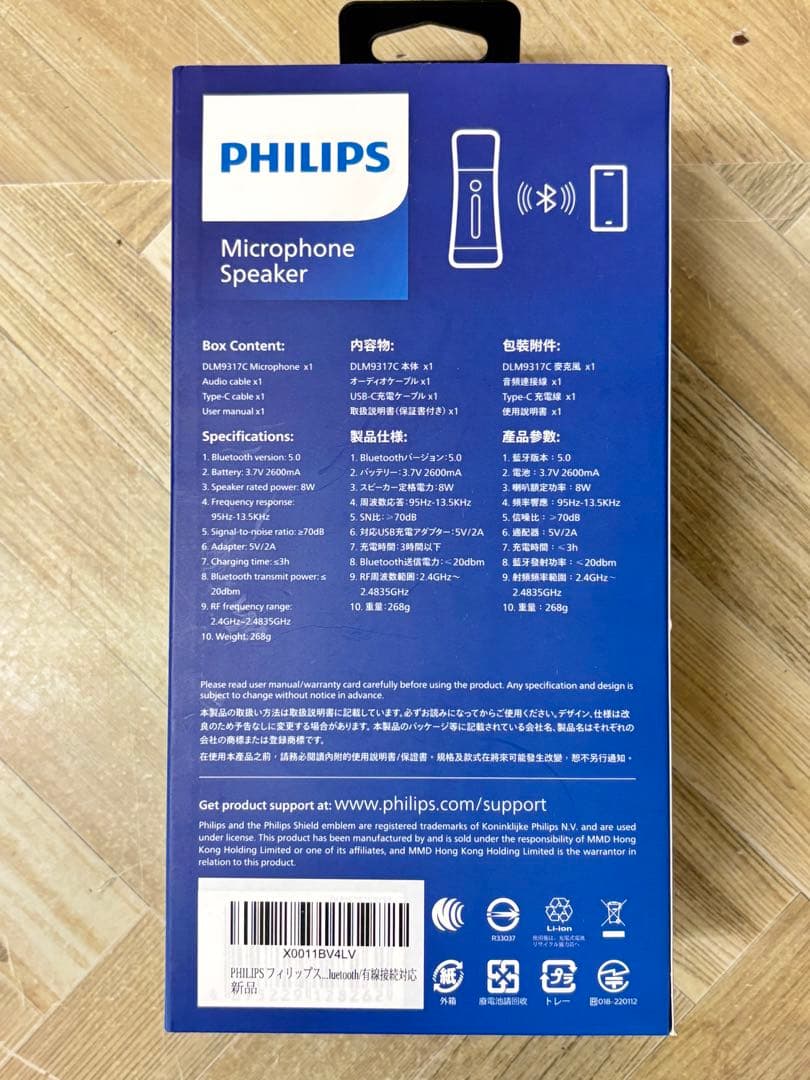 PHILIPS
Microphone
Speaker
Box Content:
DLM9317C Microphone x1
Audio cable x1
Type-C cable x1
User manual x1
Specifications:
1. Bluetooth version: 5.0
2. Battery: 3.7V 2600mA
3. Speaker rated power: 8W
4. Frequency response:
95Hz-13.5KHz
5. Signal-to-noise ratio: ≥70dB
6. Adapter: 5V/2A
7. Charging time: ≤3h
8. Bluetooth transmit power: ≤
20dbm
9. RF frequency range:
2.4GHz~2.4835GHz
10. Weight: 268g
内容物:
DLM9317C 本体 x1
オーディオケーブル x1
USB-C充電ケーブル x1
取扱説明書(保証書付き) x1
製品仕様:
1. Bluetoothバージョン:5.0
2. バッテリー:3.7V 2600mA
3. スピーカー定格電力:8W
4. 周波数応答:95Hz-13.5KHz
5. SN比:≥70dB
6. 対応USB充電アダプター:5V/2A
7. 充電時間:3時間以下
8. Bluetooth送信電力:≤20dbm
9. RF周波数範囲:2.4GHz~
2.4835GHz
10. 重量:268g
包裝附件:
DLM9317C 麥克風 x1
音頻連接線 x1
Type-C 充電線 x1
使用說明書 x1
產品參數:
1. 藍牙版本:5.0
2. 電池:3.7V 2600mA
3. 喇叭額定功率:8W
4. 頻率響應:95Hz-13.5KHz
5. 信噪比:≥70dB
6. 適配器:5V/2A
7. 充電時間:≤3h
8. 藍牙發射功率:≤20dbm
9. 射頻頻率範圍:2.4GHz~
2.4835GHz
10. 重量:268g
Please read user manual/warranty card carefully before using the product. Any specification and design is
subject to change without notice in advance.
本製品の取扱い方法は取扱説明書に記載しています。必ずお読みになってからご使用ください。デザイン、仕様は改
良のため予告なしに変更する場合があります。本製品のパッケージ等に記載されている会社名、製品名はそれぞれの
会社の商標または登録商標です。
在使用本產品之前,請務必閱讀內附的使用說明書/保證書。規格及款式在將來可能發生改變,恕不另行通知。
Get product support at: www.philips.com/support
Philips and the Philips Shield emblem are registered trademarks of Koninklijke Philips N.V. and are used
under license. This product has been manufactured by and is sold under the responsibility of MMD Hong
Kong Holding Limited or one of its affiliates, and MMD Hong Kong Holding Limited is the warrantor in
relation to this product.
X0011BV4LV
PHILIPS フィリップス...luetooth/有線接続対応
新品
R33037
Li-ion
使用後は、充電式電池
リサイクル協力店へ
紙
外箱
廢電池請回收
プラ
トレー
018-220112